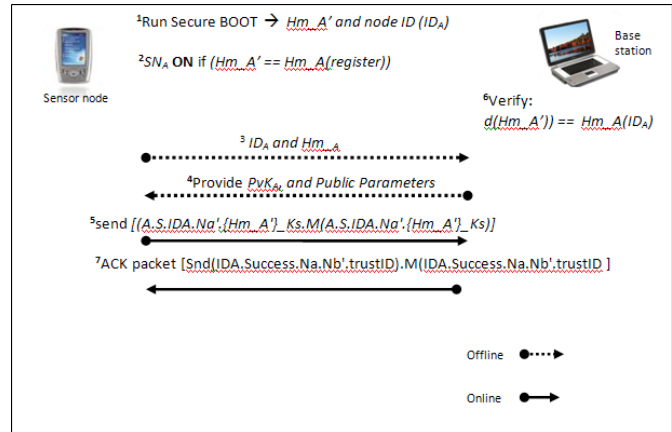 ¹Run Secure BOOT → Hm_A' and node ID (IDA)
Base station
²SNA ON if (Hm_A' == Hm_A(register))
Sensor node
⁶Verify:
d(Hm_A')) == Hm_A(IDA)
³ IDA and Hm_A
⁴Provide PvKA, and Public Parameters
⁵send [(A.S.IDA.Na'.{Hm_A'}_Ks.M(A.S.IDA.Na'.{Hm_A'}_Ks)]
⁷ACK packet [Snd(IDA.Success.Na.Nb'.trustID).M(IDA.Success.Na.Nb'.trustID ]
Offline
Online